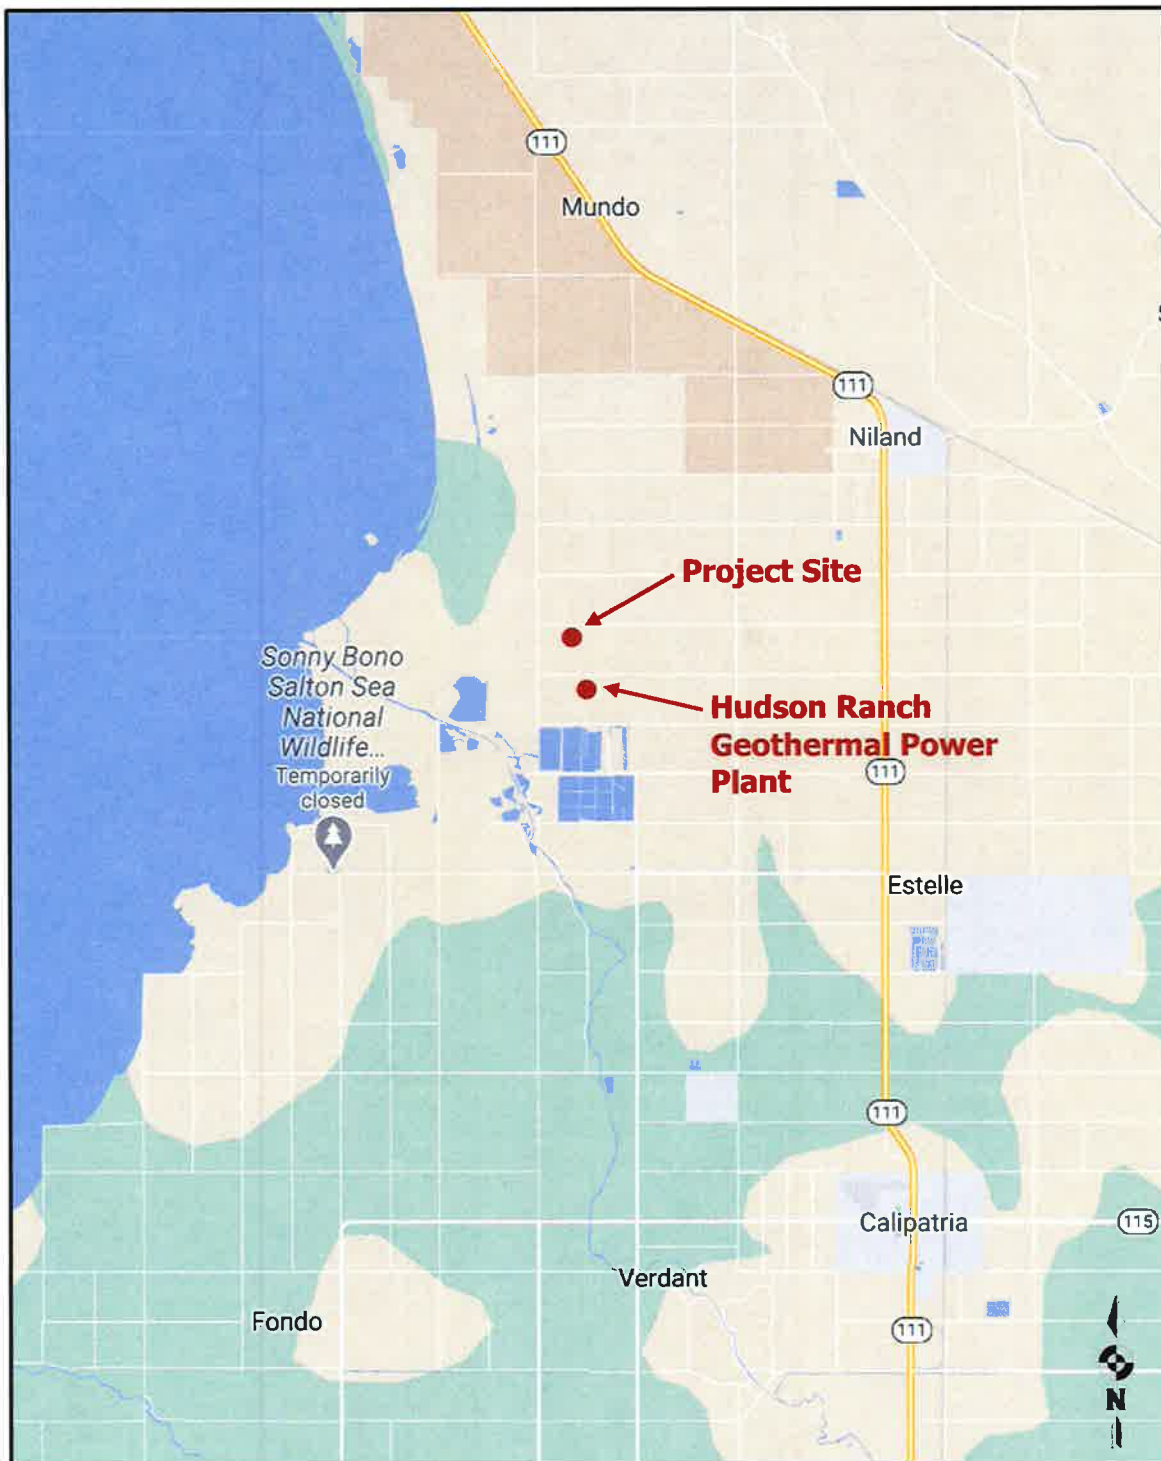 111
Mundo
111
Niland
Project Site
Sonny Bono
Salton Sea
National
Wildlife...
Temporarily
closed
Hudson Ranch
Geothermal Power
Plant
111
Estelle
111
Calipatria
115
Verdant
Fondo
111
N